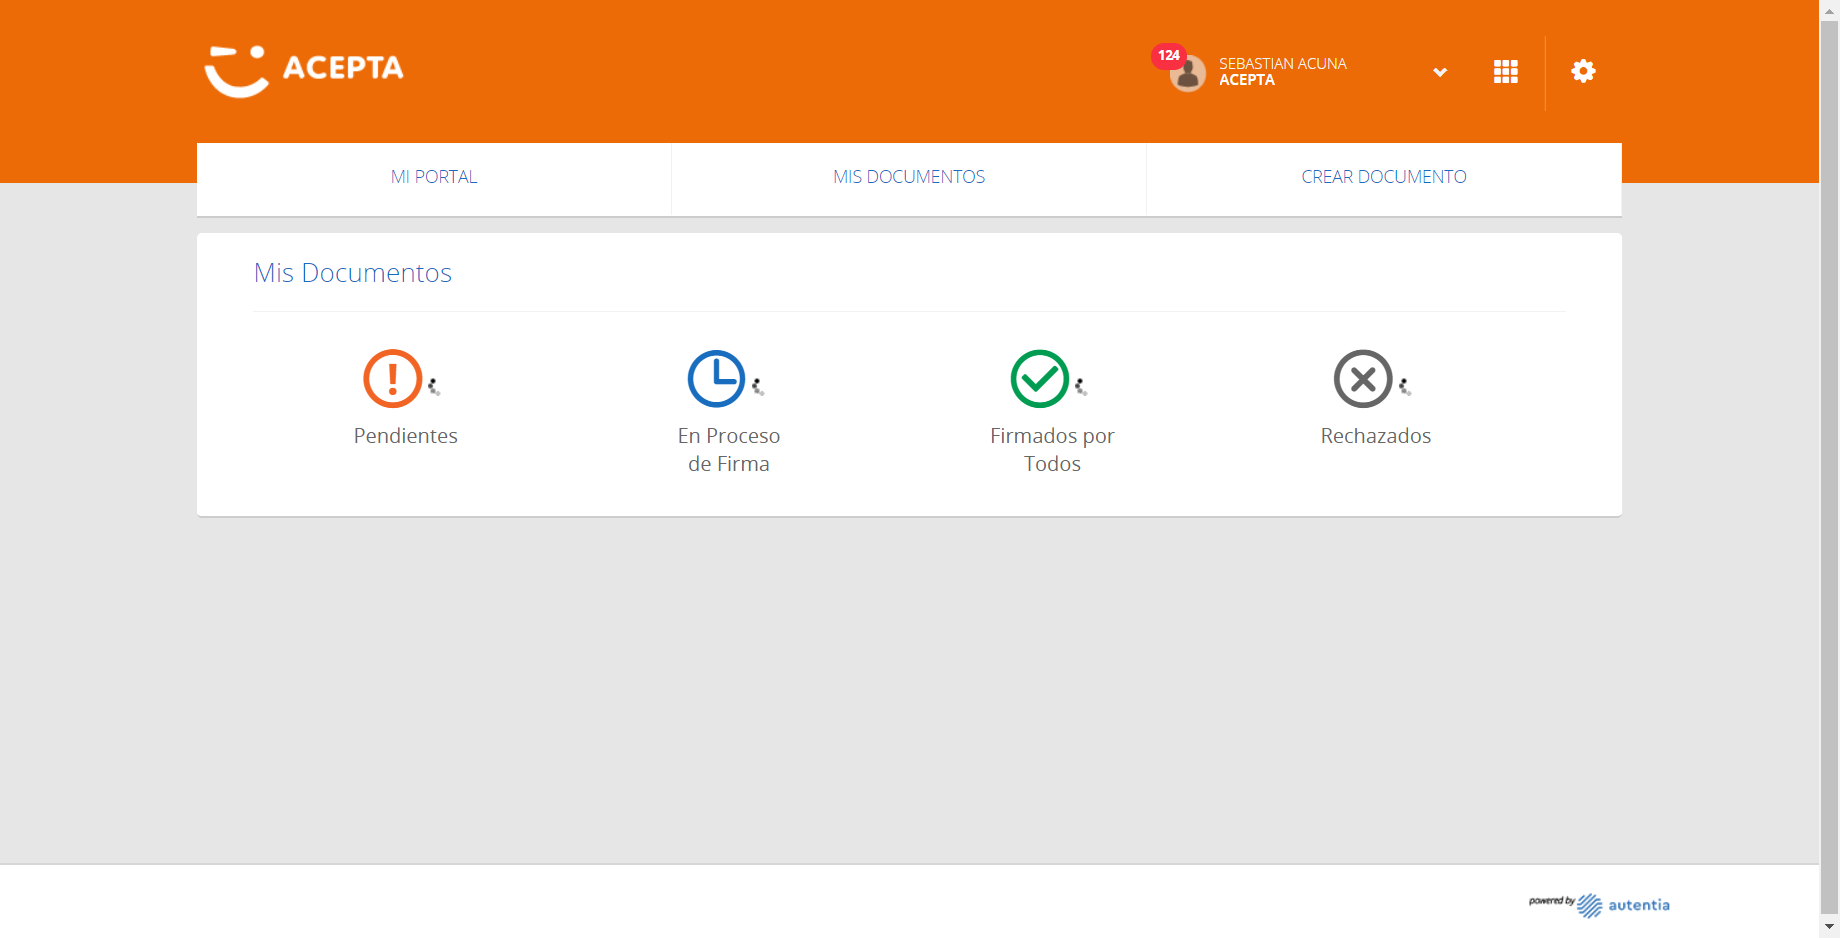 ACEPTA
124
SEBASTIAN ACUNA
ACEPTA
MI PORTAL
MIS DOCUMENTOS
CREAR DOCUMENTO
Mis Documentos
Pendientes
En Proceso
de Firma
Firmados por
Todos
Rechazados
powered by autentia